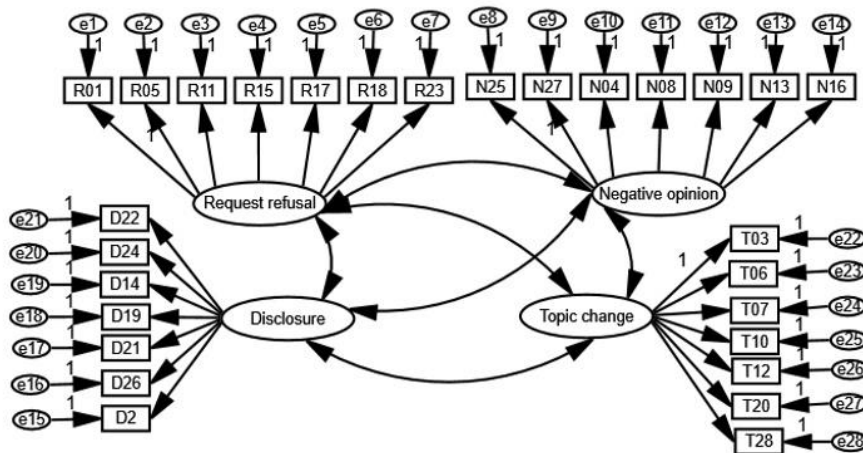 e1 e2 e3 e4 e5 e6 e7 e8 e9 e10 e11 e12 e13 e14
1 1 1 1 1 1 1 1 1 1 1 1 1 1
R01 R05 R11 R15 R17 R18 R23 N25 N27 N04 N08 N09 N13 N16
1 1
Request refusal Negative opinion
e21 1 D22
1 T03 1 e22
e20 1 D24
T06 1 e23
e19 1 D14
T07 1 e24
e18 1 D19 Disclosure Topic change
T10 1 e25
e17 1 D21
T12 1 e26
e16 1 D26
T20 1 e27
e15 1 D2
T28 1 e28